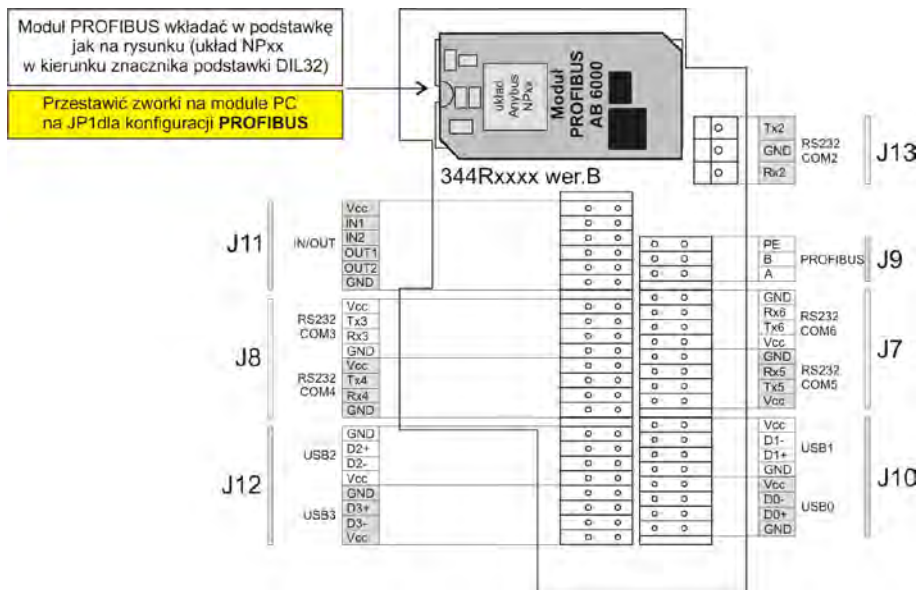 Moduł PROFIBUS wkładać w podstawkę
jak na rysunku (układ NPxx
w kierunku znacznika podstawki DIL32)
Przestawić zworki na module PC
na JP1dla konfiguracji PROFIBUS
układ
Anybus
NPxx
Moduł
PROFIBUS
AB 6000
344Rxxxx wer.B
Tx2
GND
Rx2
RS232
COM2
J13
J11
IN/OUT
Vcc
IN1
IN2
OUT1
OUT2
GND
PE
B
A
PROFIBUS
J9
J8
RS232
COM3
Vcc
Tx3
Rx3
GND
RS232
COM4
Vcc
Tx4
Rx4
GND
GND
Rx6
Tx6
Vcc
RS232
COM6
GND
Rx5
Tx5
Vcc
RS232
COM5
J7
J12
USB2
GND
D2+
D2-
Vcc
USB3
GND
D3+
D3-
Vcc
Vcc
D1-
D1+
GND
USB1
Vcc
D0-
D0+
GND
USB0
J10